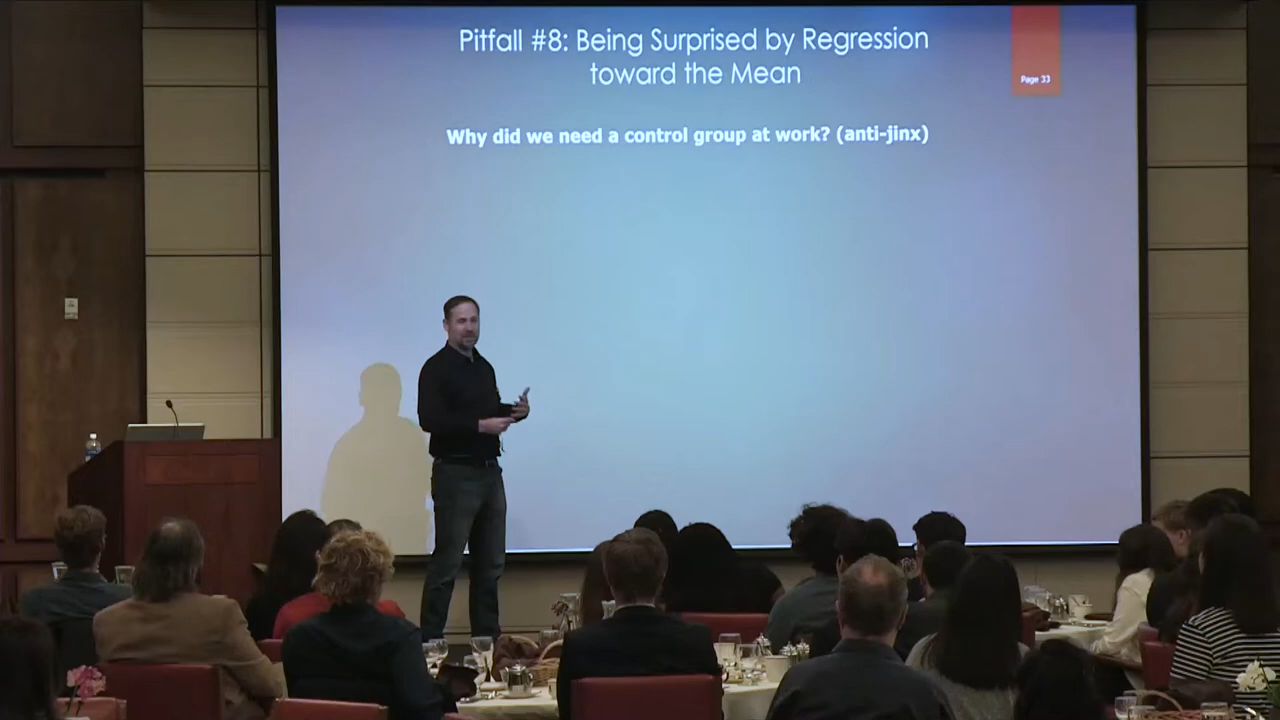 Pitfall #8: Being Surprised by Regression
toward the Mean
Page 33
Why did we need a control group at work? (anti-jinx)